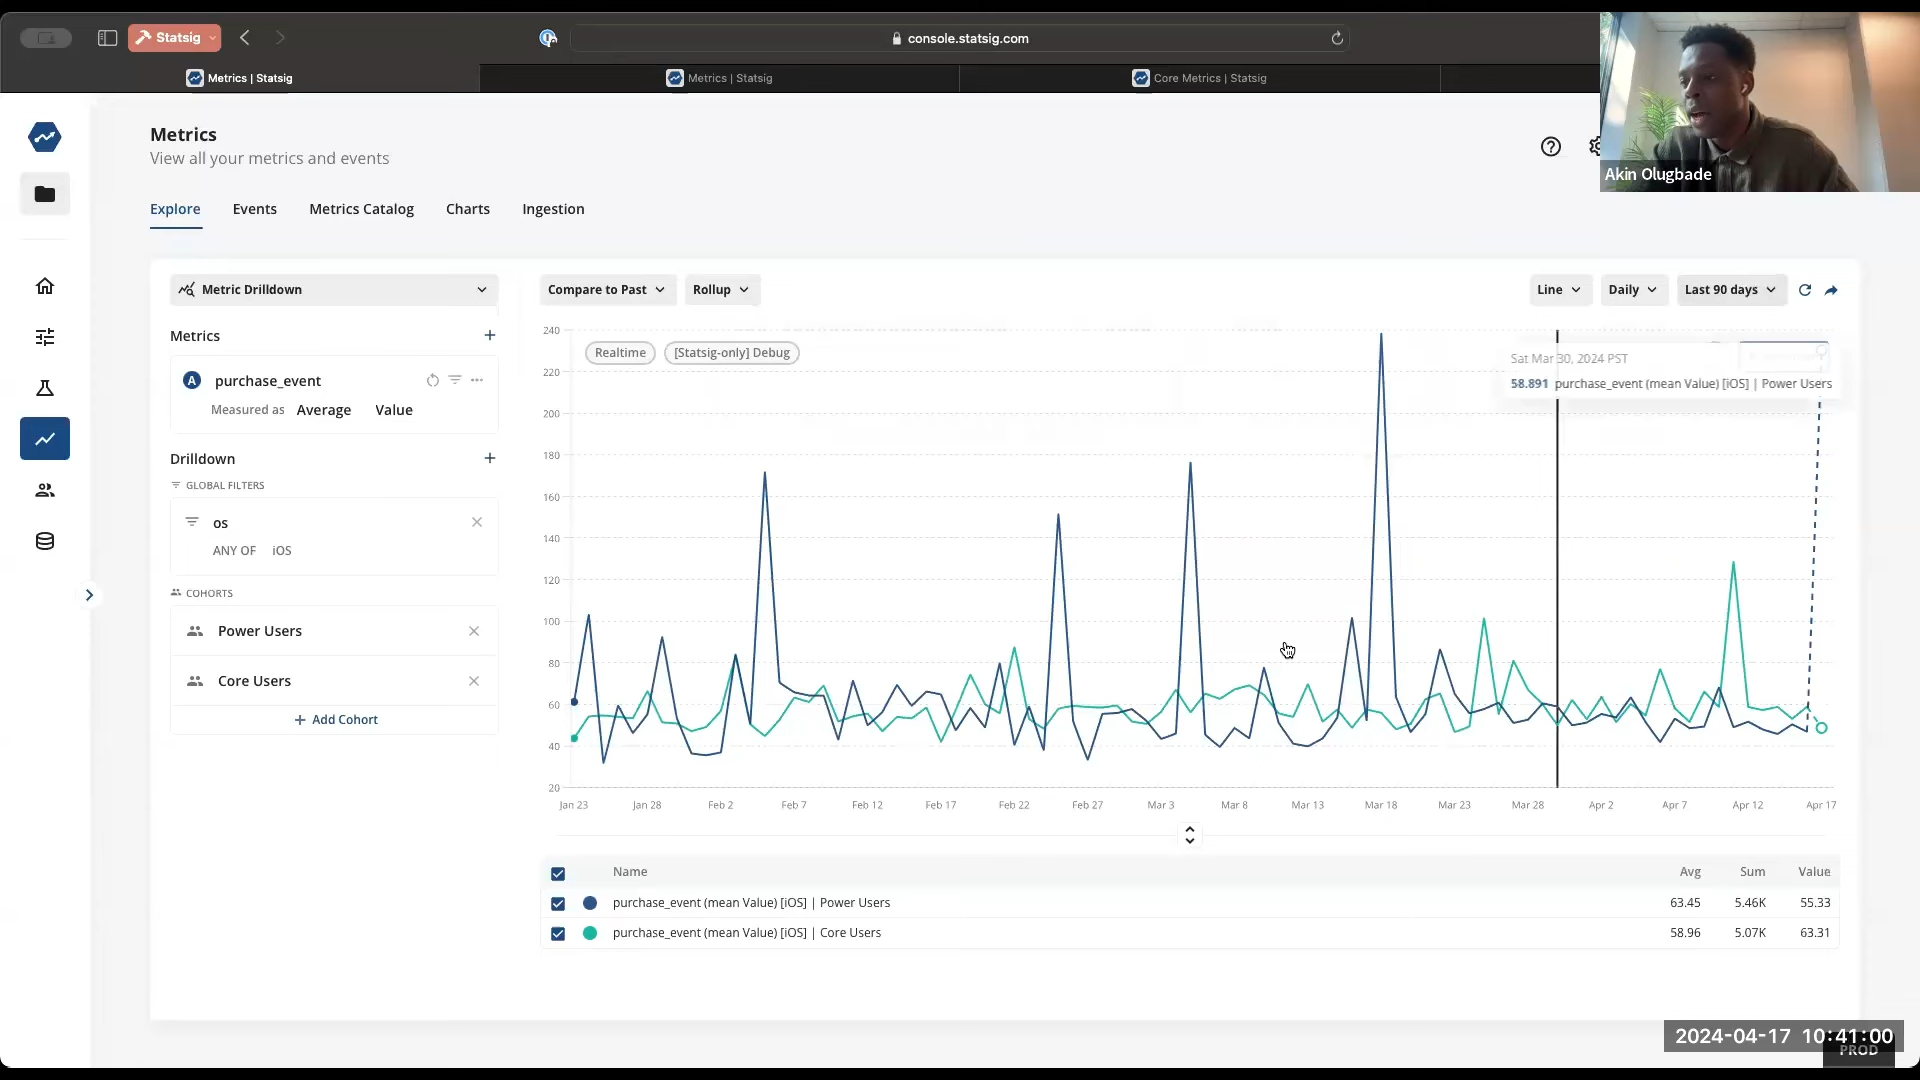 Statsig
console.statsig.com
Metrics | Statsig
Metrics | Statsig
Core Metrics | Statsig
Akin Olugbade
Metrics
View all your metrics and events
Explore
Events
Metrics Catalog
Charts
Ingestion
Metric Drilldown
Compare to Past
Rollup
Line
Daily
Last 90 days
Metrics
A
purchase_event
Measured as Average Value
Drilldown
GLOBAL FILTERS
os
ANY OF iOS
COHORTS
Power Users
Core Users
+ Add Cohort
Realtime
[Statsig-only] Debug
Sat Mar 30, 2024 PST
58.891 purchase_event (mean Value) [iOS] | Power Users
240
220
200
180
160
140
120
100
80
60
40
20
Jan 23
Jan 28
Feb 2
Feb 7
Feb 12
Feb 17
Feb 22
Feb 27
Mar 3
Mar 8
Mar 13
Mar 18
Mar 23
Mar 28
Apr 2
Apr 7
Apr 12
Apr 17
Name Avg Sum Value
purchase_event (mean Value) [iOS] | Power Users 63.45 5.46K 55.33
purchase_event (mean Value) [iOS] | Core Users 58.96 5.07K 63.31
2024-04-17 10:41:00
PROD